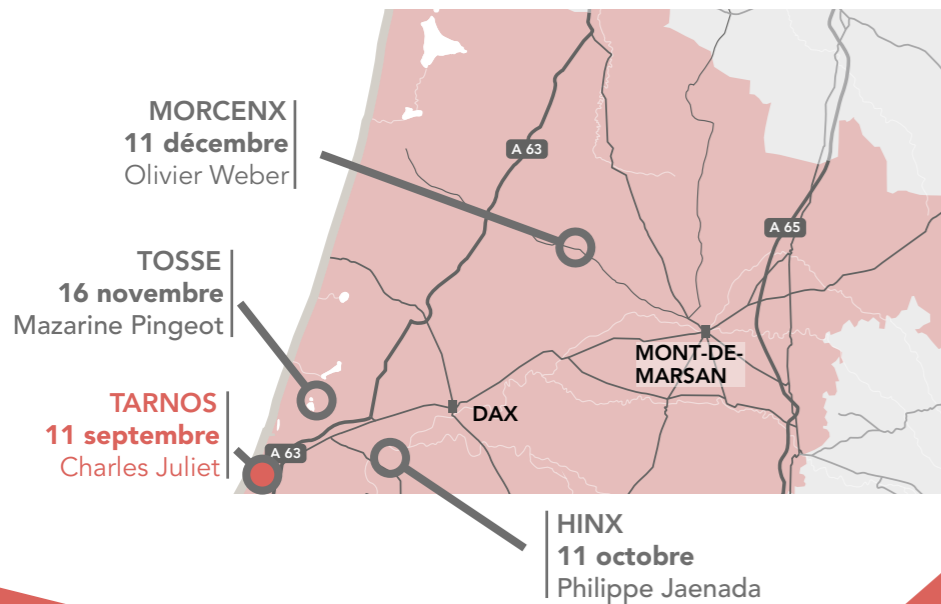 MORCENX
11 décembre
Olivier Weber
A 63
A 65
TOSSE
16 novembre
Mazarine Pingeot
MONT-DE-
MARSAN
DAX
TARNOS
11 septembre
Charles Juliet
A 63
HINX
11 octobre
Philippe Jaenada